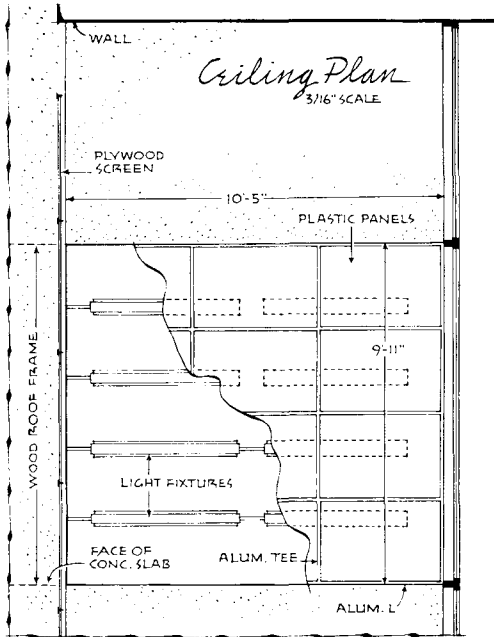 WALL
Ceiling Plan
3/16" SCALE
PLYWOOD
SCREEN
10'-5"
PLASTIC PANELS
9'-11"
WOOD ROOF FRAME
LIGHT FIXTURES
FACE OF
CONC. SLAB
ALUM. TEE
ALUM. L